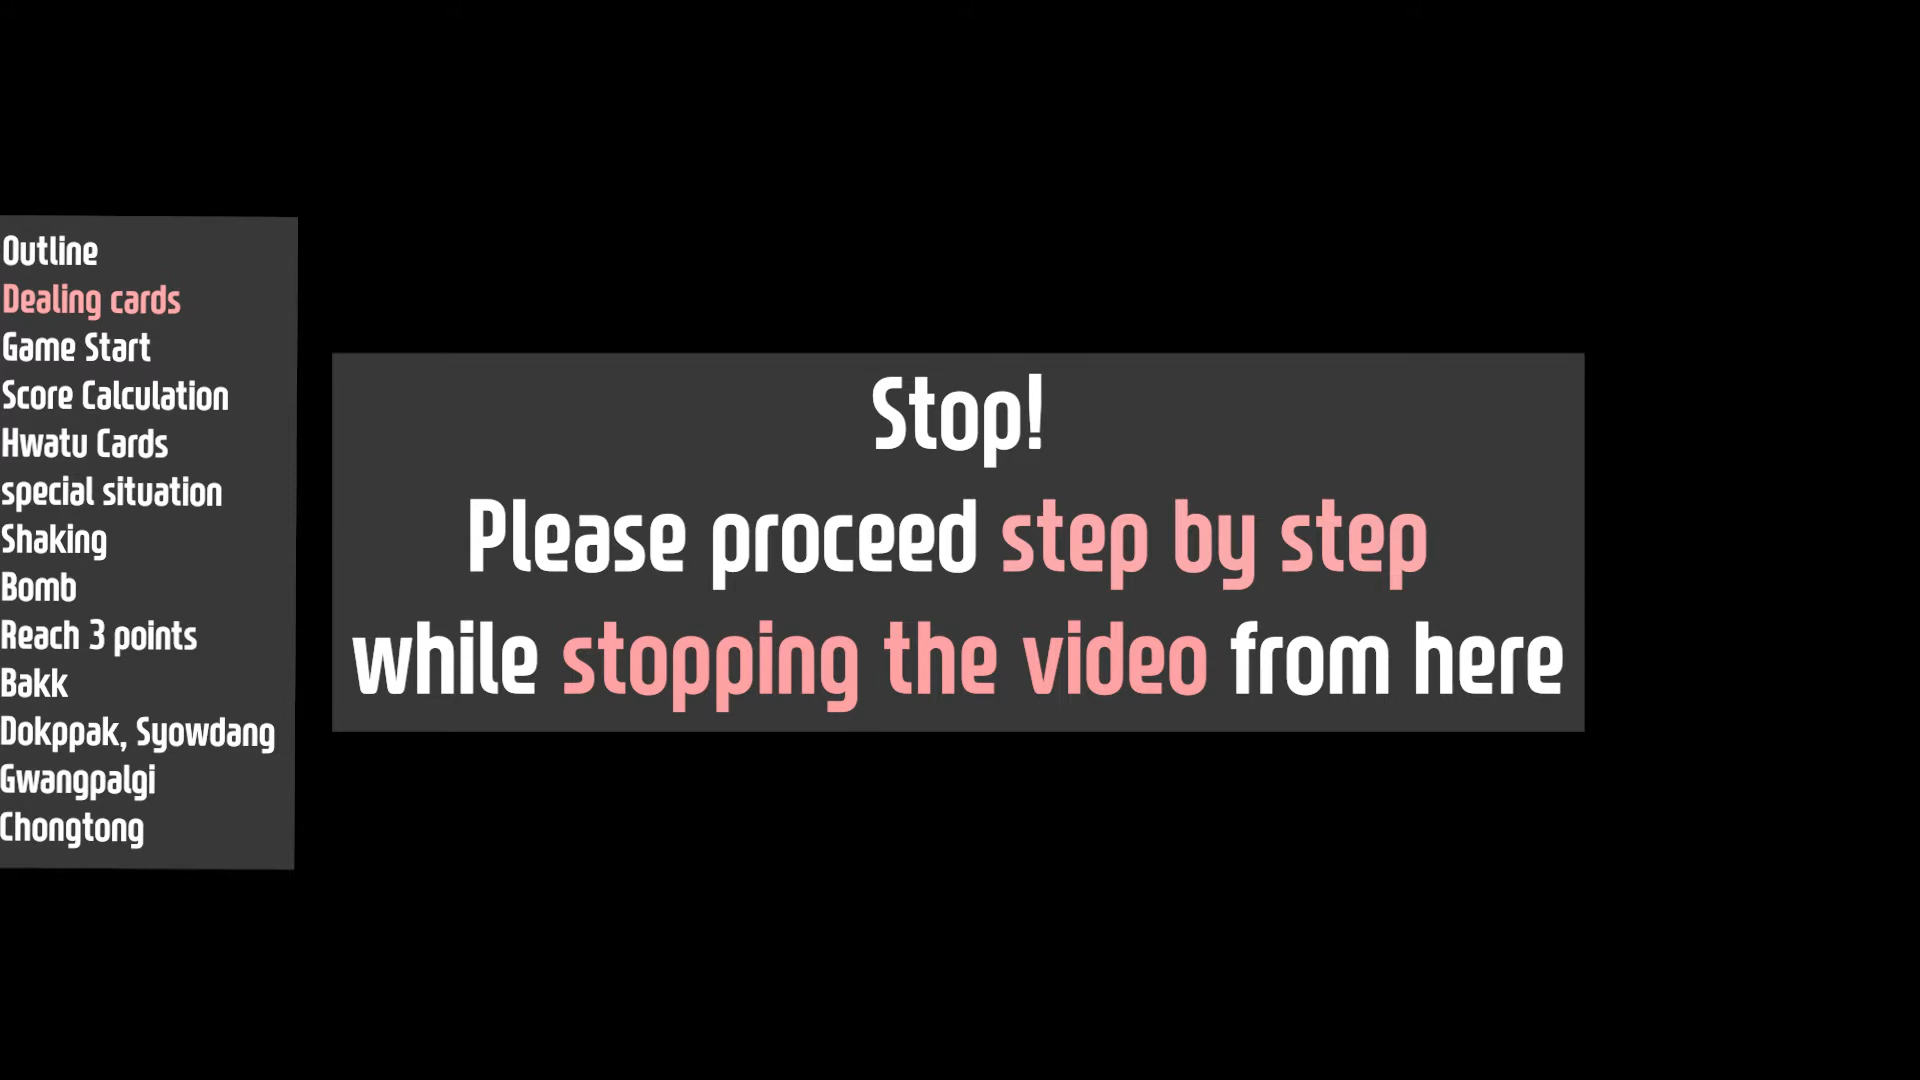 Outline
Dealing cards
Game Start
Score Calculation
Hwatu Cards
special situation
Shaking
Bomb
Reach 3 points
Bakk
Dokppak, Syowdang
Gwangpalgi
Chongtong
Stop!
Please proceed step by step
while stopping the video from here